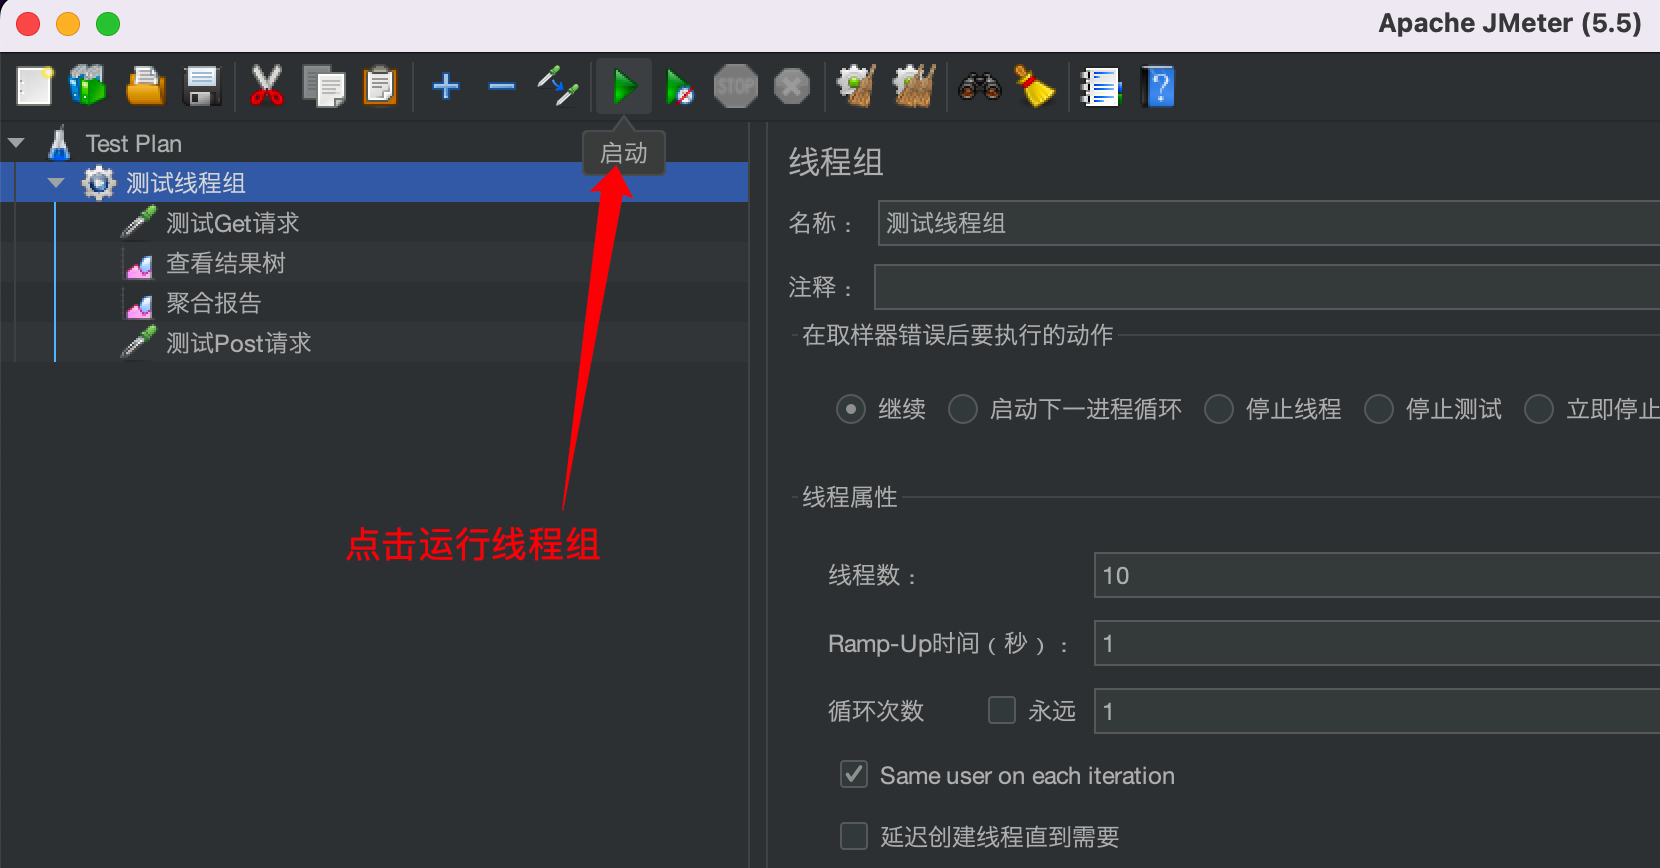 Apache JMeter (5.5)
STOP
?
Test Plan
启动
测试线程组
测试Get请求
查看结果树
聚合报告
测试Post请求
点击运行线程组
线程组
名称：
测试线程组
注释：
在取样器错误后要执行的动作
继续 启动下一进程循环 停止线程 停止测试 立即停止
线程属性
线程数： 10
Ramp-Up时间（秒）： 1
循环次数 永远 1
Same user on each iteration
延迟创建线程直到需要